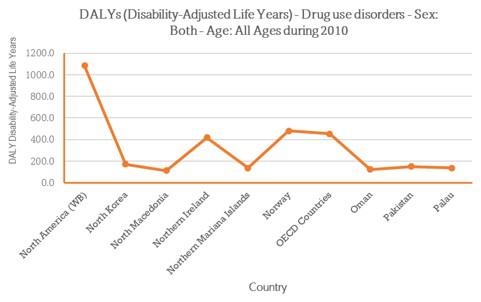 DALYs (Disability-Adjusted Life Years) - Drug use disorders - Sex:
Both - Age: All Ages during 2010
DALY Disability-Adjusted Life Years
1200.0
1000.0
800.0
600.0
400.0
200.0
0.0
North America (WB)
North Korea
North Macedonia
Northern Ireland
Northern Mariana Islands
Norway
OECD Countries
Oman
Pakistan
Palau
Country